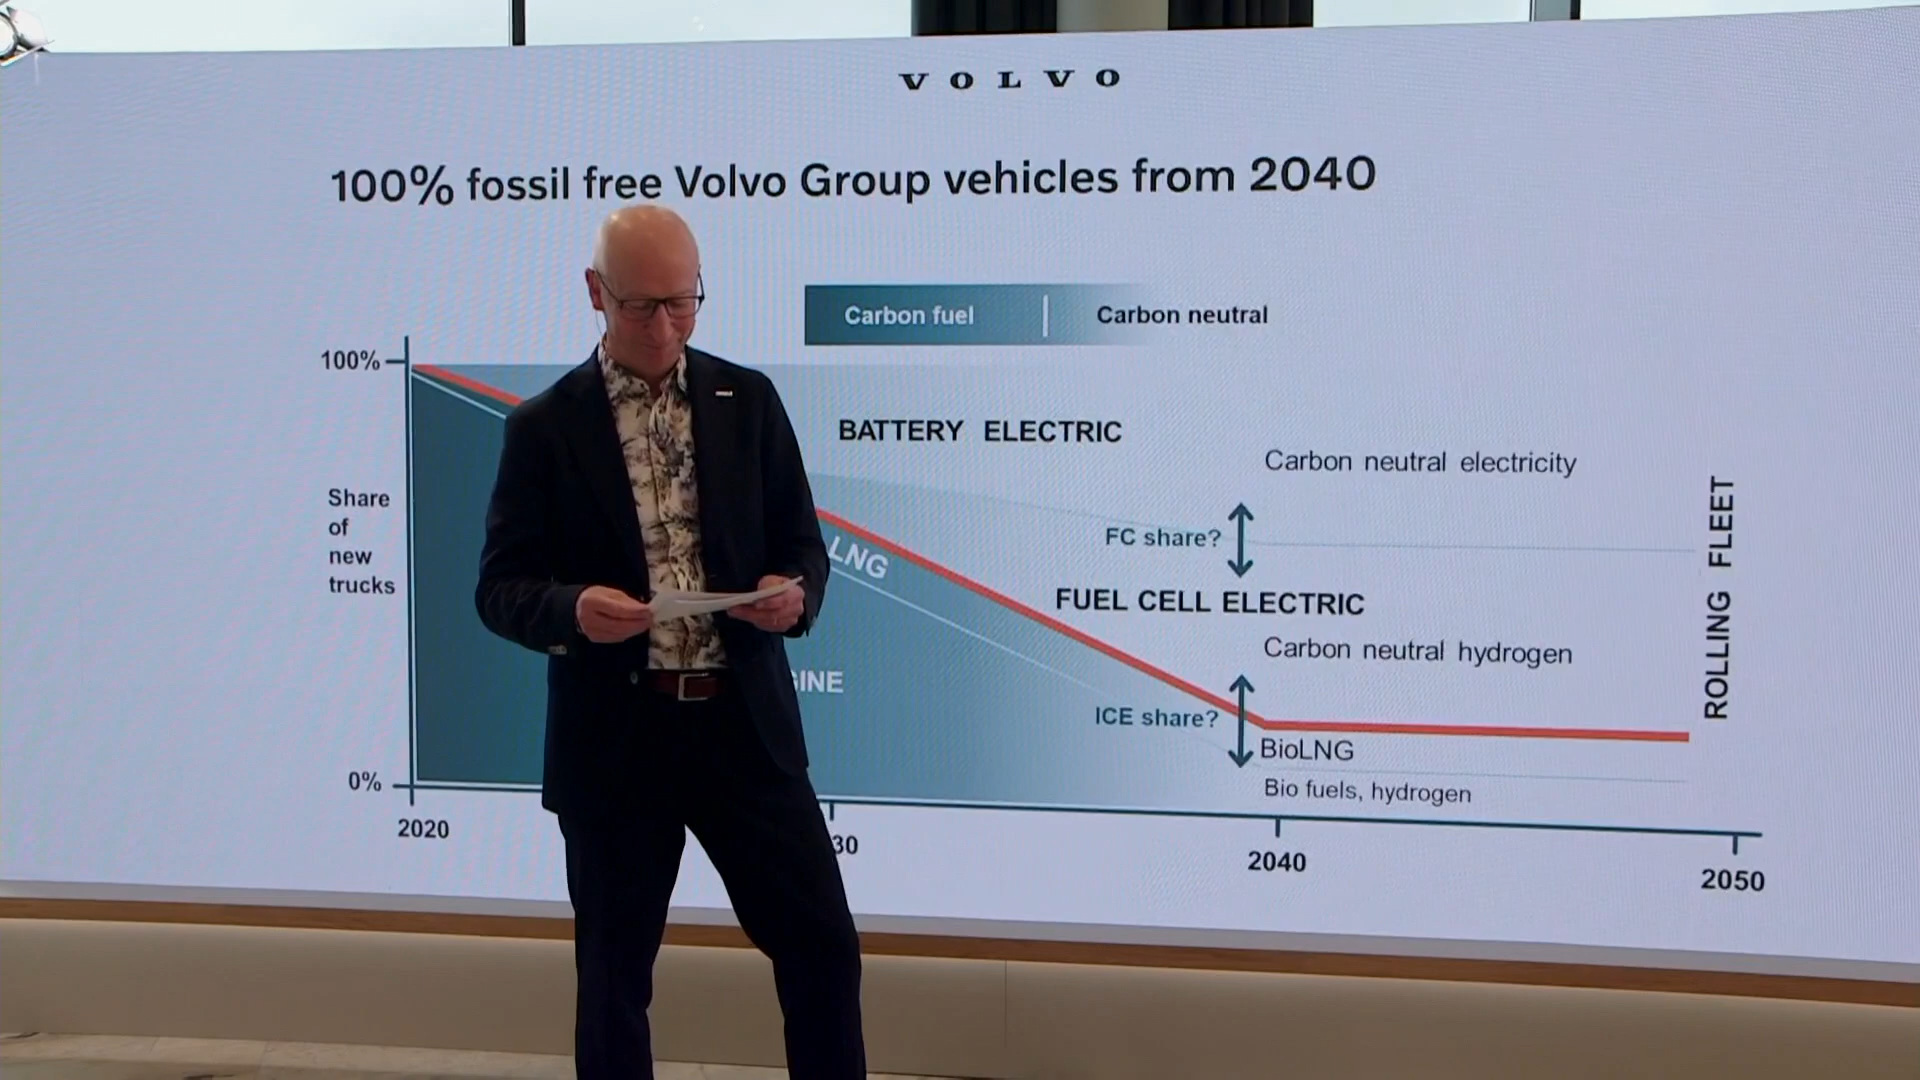 VOLVO
100% fossil free Volvo Group vehicles from 2040
Carbon fuel | Carbon neutral
100%
BATTERY ELECTRIC
Carbon neutral electricity
Share
of
new
trucks
FC share?
LNG
FUEL CELL ELECTRIC
Carbon neutral hydrogen
ROLLING FLEET
INE
ICE share?
BioLNG
0%
Bio fuels, hydrogen
2020
30
2040
2050